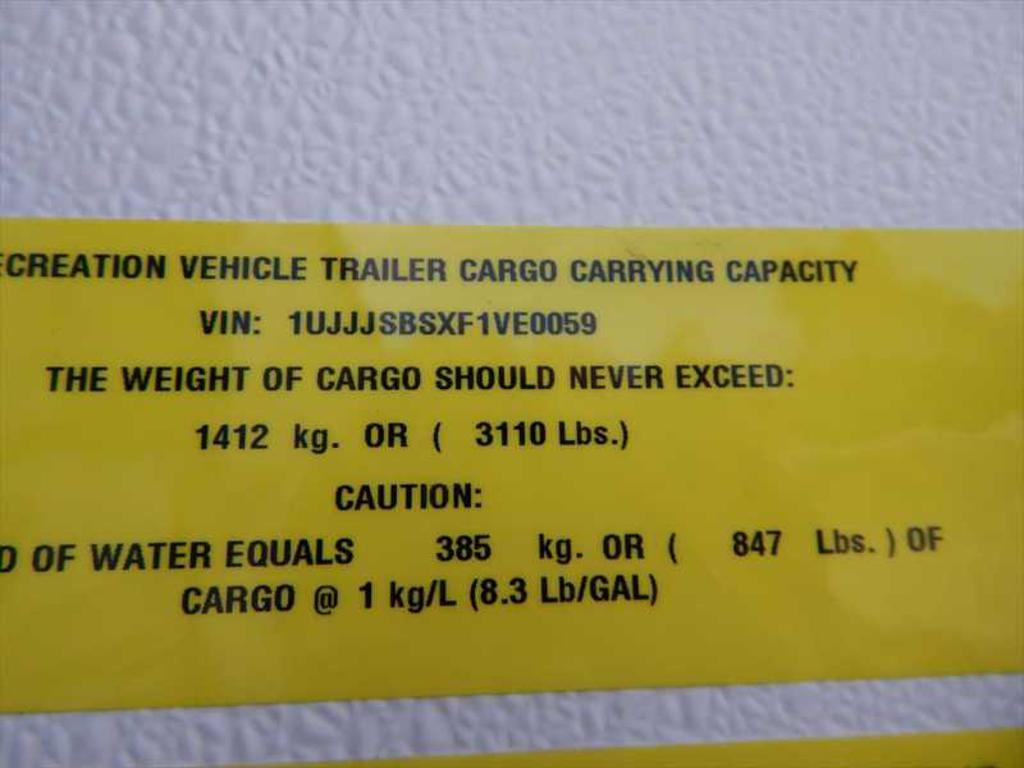 ECREATION VEHICLE TRAILER CARGO CARRYING CAPACITY
VIN: 1UJJJSBSXF1VE0059
THE WEIGHT OF CARGO SHOULD NEVER EXCEED:
1412 kg. OR ( 3110 Lbs.)
CAUTION:
D OF WATER EQUALS 385 kg. OR ( 847 Lbs. ) OF
CARGO @ 1 kg/L (8.3 Lb/GAL)